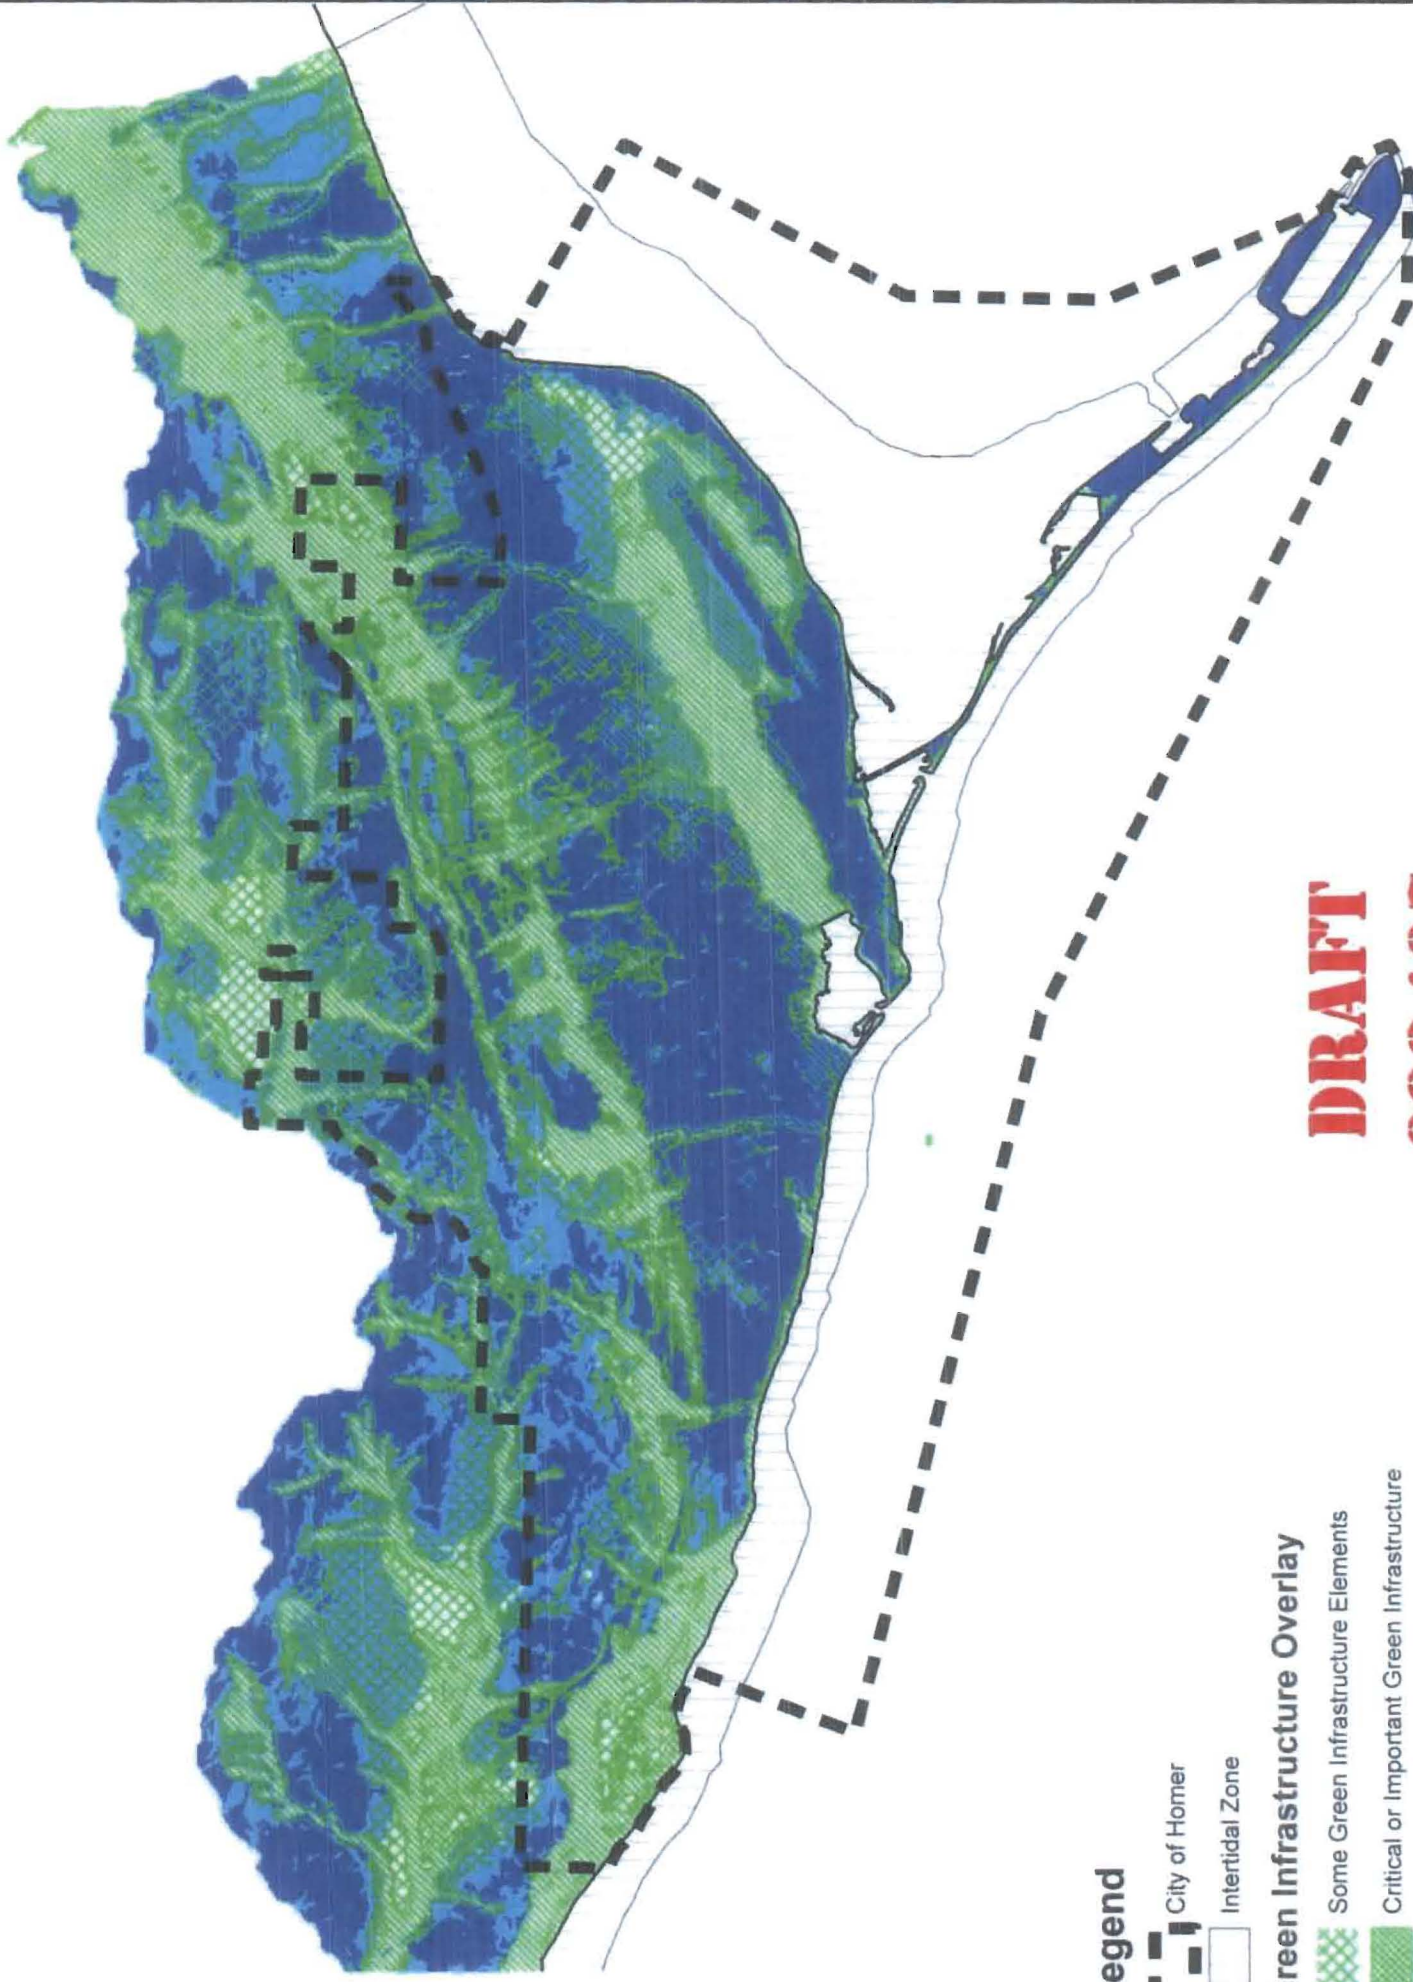 egend
City of Homer
Intertidal Zone
reen Infrastructure Overlay
Some Green Infrastructure Elements
Critical or Important Green Infrastructure
DRAFT